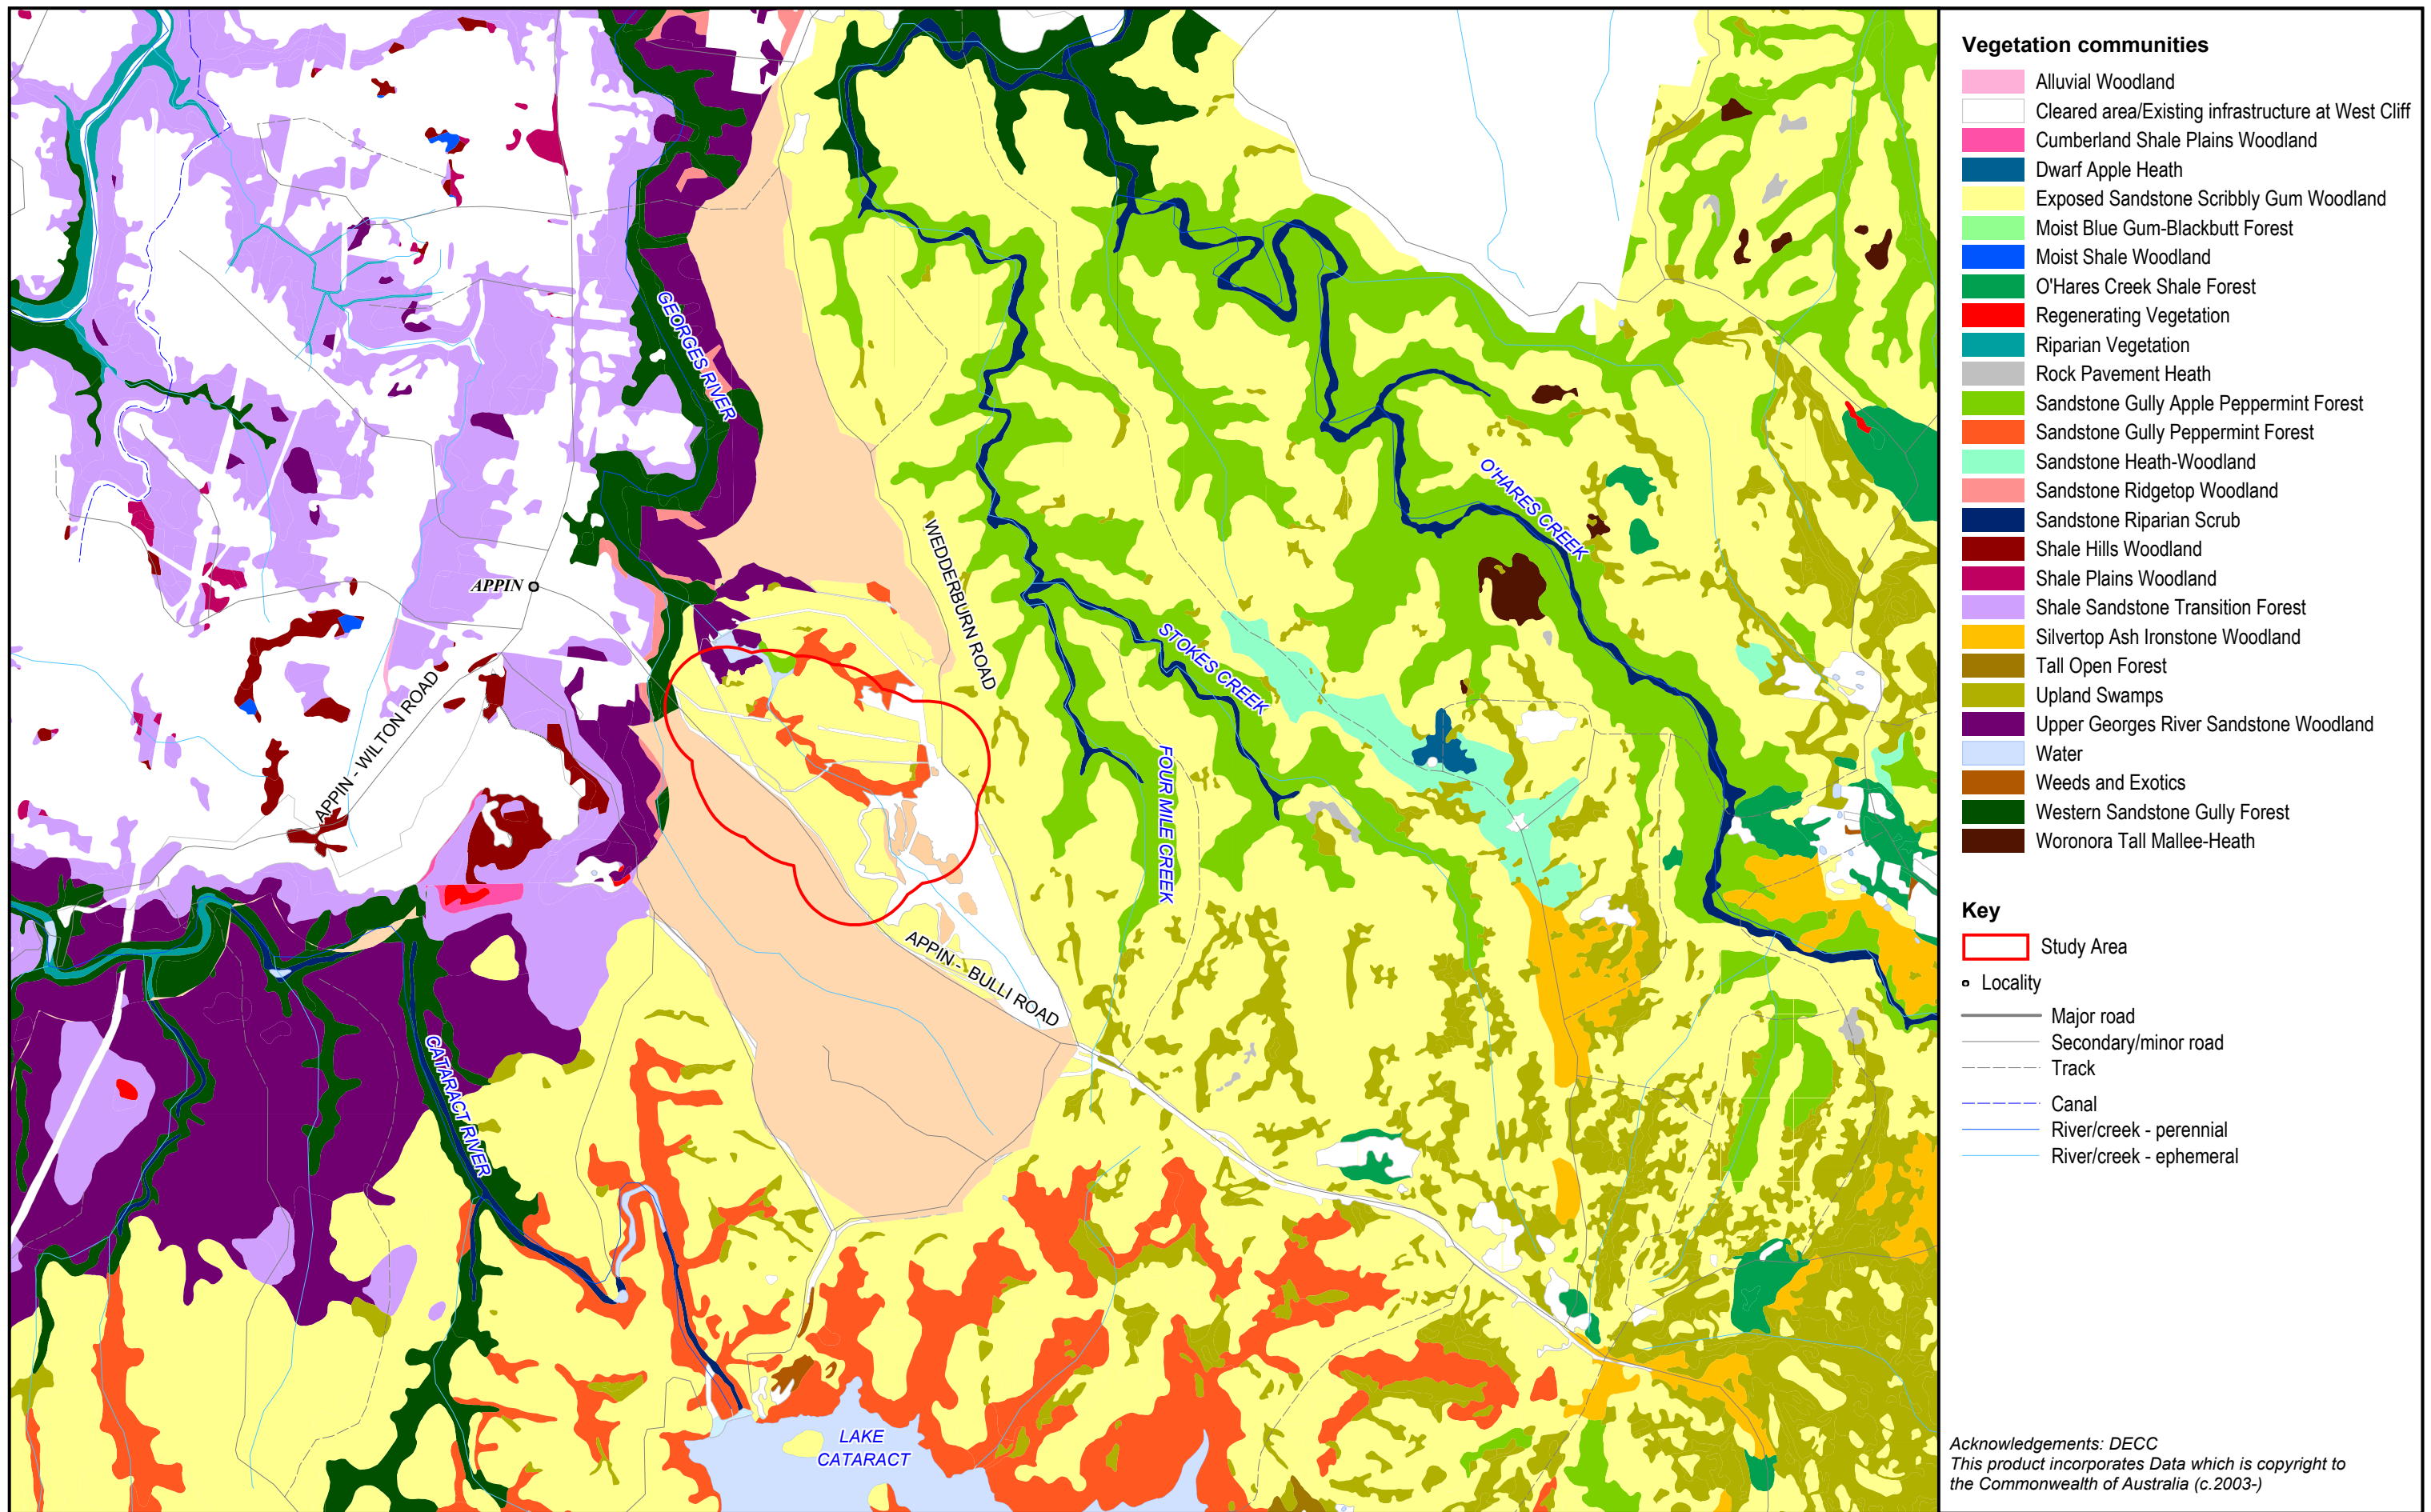 GEORGES RIVER
WEDDERBURN ROAD
O'HARES CREEK
APPIN
STOKES CREEK
APPIN - WILTON ROAD
FOUR MILE CREEK
APPIN - BULLI ROAD
CATARACT RIVER
LAKE
CATARACT
Vegetation communities
Alluvial Woodland
Cleared area/Existing infrastructure at West Cliff
Cumberland Shale Plains Woodland
Dwarf Apple Heath
Exposed Sandstone Scribbly Gum Woodland
Moist Blue Gum-Blackbutt Forest
Moist Shale Woodland
O'Hares Creek Shale Forest
Regenerating Vegetation
Riparian Vegetation
Rock Pavement Heath
Sandstone Gully Apple Peppermint Forest
Sandstone Gully Peppermint Forest
Sandstone Heath-Woodland
Sandstone Ridgetop Woodland
Sandstone Riparian Scrub
Shale Hills Woodland
Shale Plains Woodland
Shale Sandstone Transition Forest
Silvertop Ash Ironstone Woodland
Tall Open Forest
Upland Swamps
Upper Georges River Sandstone Woodland
Water
Weeds and Exotics
Western Sandstone Gully Forest
Woronora Tall Mallee-Heath
Key
Study Area
Locality
Major road
Secondary/minor road
Track
Canal
River/creek - perennial
River/creek - ephemeral
Acknowledgements: DECC
This product incorporates Data which is copyright to
the Commonwealth of Australia (c.2003-)